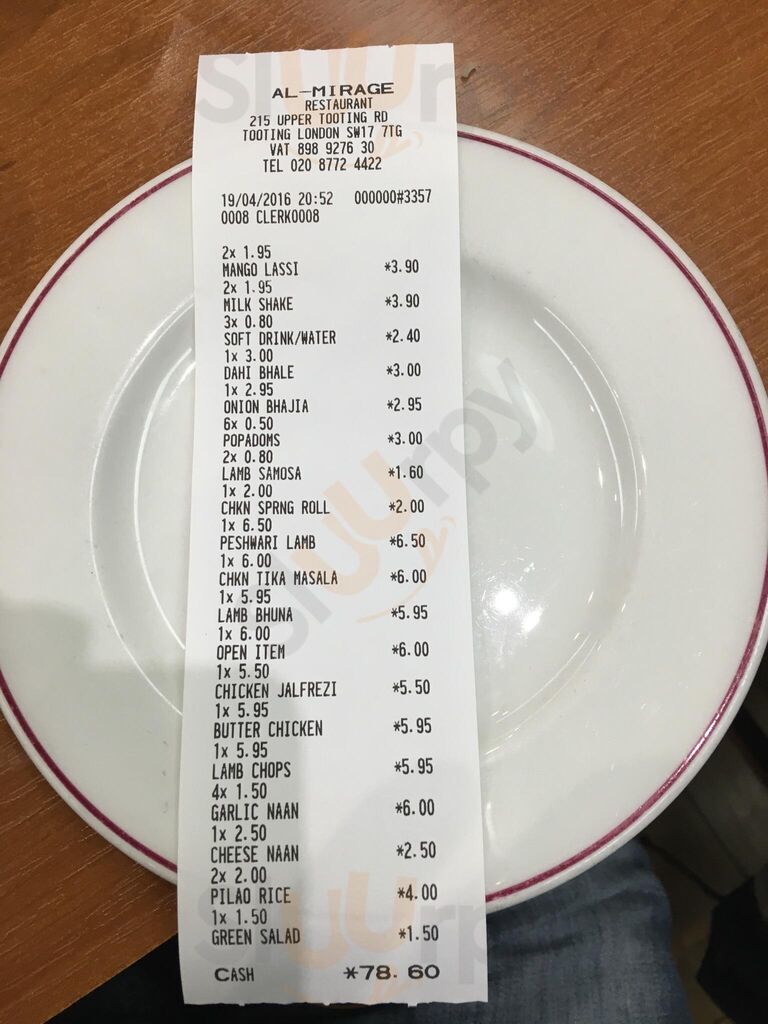 AL-MIRAGE
RESTAURANT
215 UPPER TOOTING RD
TOOTING LONDON SW17 7TG
VAT 898 9276 30
TEL 020 8772 4422
19/04/2016 20:52 000000#3357
0008 CLERK0008
2x 1.95
MANGO LASSI *3.90
2x 1.95
MILK SHAKE *3.90
3x 0.80
SOFT DRINK/WATER *2.40
1x 3.00
DAHI BHALE *3.00
1x 2.95
ONION BHAJIA *2.95
6x 0.50
POPADOMS *3.00
2x 0.80
LAMB SAMOSA *1.60
1x 2.00
CHKN SPRNG ROLL *2.00
1x 6.50
PESHWARI LAMB *6.50
1x 6.00
CHKN TIKA MASALA *6.00
1x 5.95
LAMB BHUNA *5.95
1x 6.00
OPEN ITEM *6.00
1x 5.50
CHICKEN JALFREZI *5.50
1x 5.95
BUTTER CHICKEN *5.95
1x 5.95
LAMB CHOPS *5.95
4x 1.50
GARLIC NAAN *6.00
1x 2.50
CHEESE NAAN *2.50
2x 2.00
PILAO RICE *4.00
1x 1.50
GREEN SALAD *1.50
CASH *78.60
sluurpy
sluurpy
sluurpy